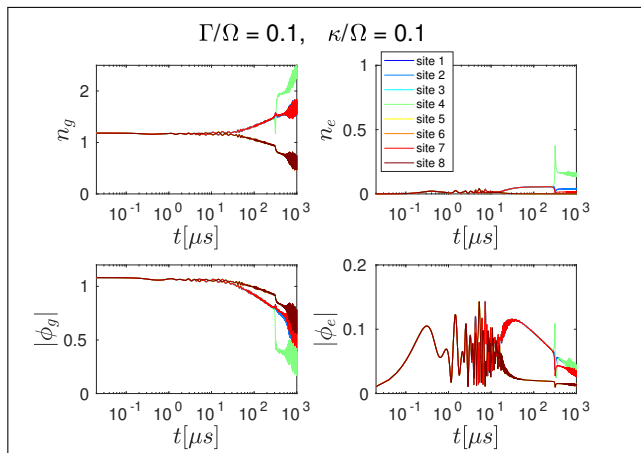 Γ/Ω = 0.1, κ/Ω = 0.1
n_g
2
1
0
10^-1 10^0 10^1 10^2 10^3
t[μs]
n_e
1
0.5
0
10^-1 10^0 10^1 10^2 10^3
t[μs]
site 1
site 2
site 3
site 4
site 5
site 6
site 7
site 8
|ϕ_g|
1
0.5
0
10^-1 10^0 10^1 10^2 10^3
t[μs]
|ϕ_e|
0.2
0.1
0
10^-1 10^0 10^1 10^2 10^3
t[μs]